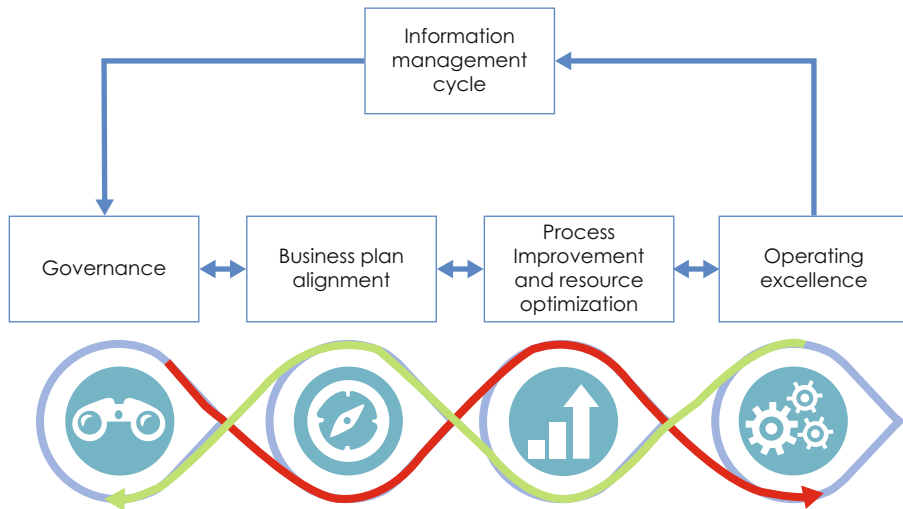 Information
management
cycle
Governance
Business plan
alignment
Process
Improvement
and resource
optimization
Operating
excellence